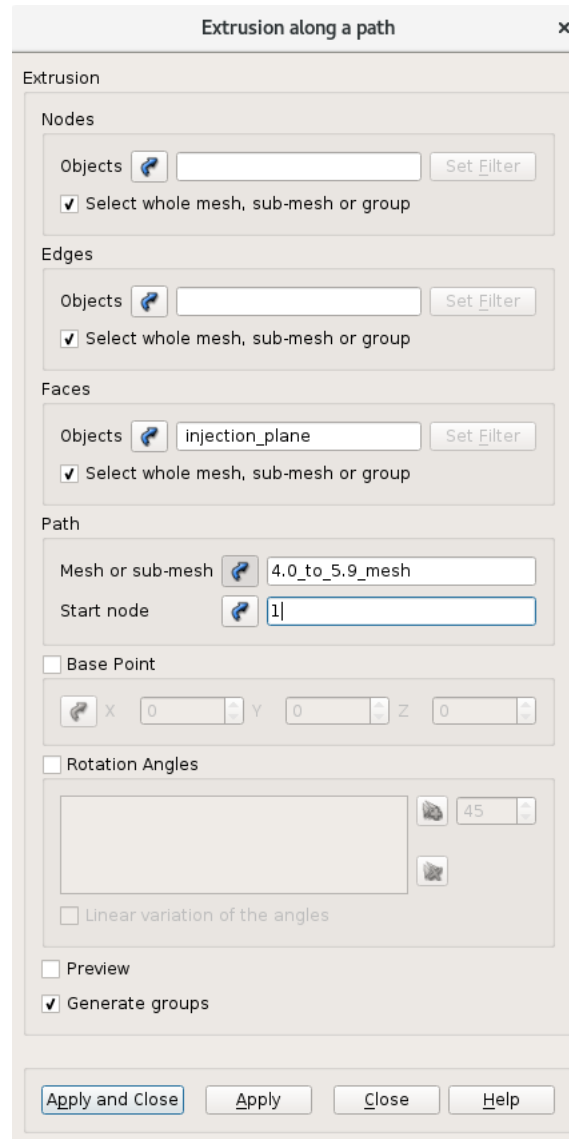 Extrusion along a path ×
Extrusion
Nodes
Objects Set Filter
Select whole mesh, sub-mesh or group
Edges
Objects Set Filter
Select whole mesh, sub-mesh or group
Faces
Objects injection_plane Set Filter
Select whole mesh, sub-mesh or group
Path
Mesh or sub-mesh 4.0_to_5.9_mesh
Start node 1
Base Point
X 0 Y 0 Z 0
Rotation Angles
45
Linear variation of the angles
Preview
Generate groups
Apply and Close Apply Close Help